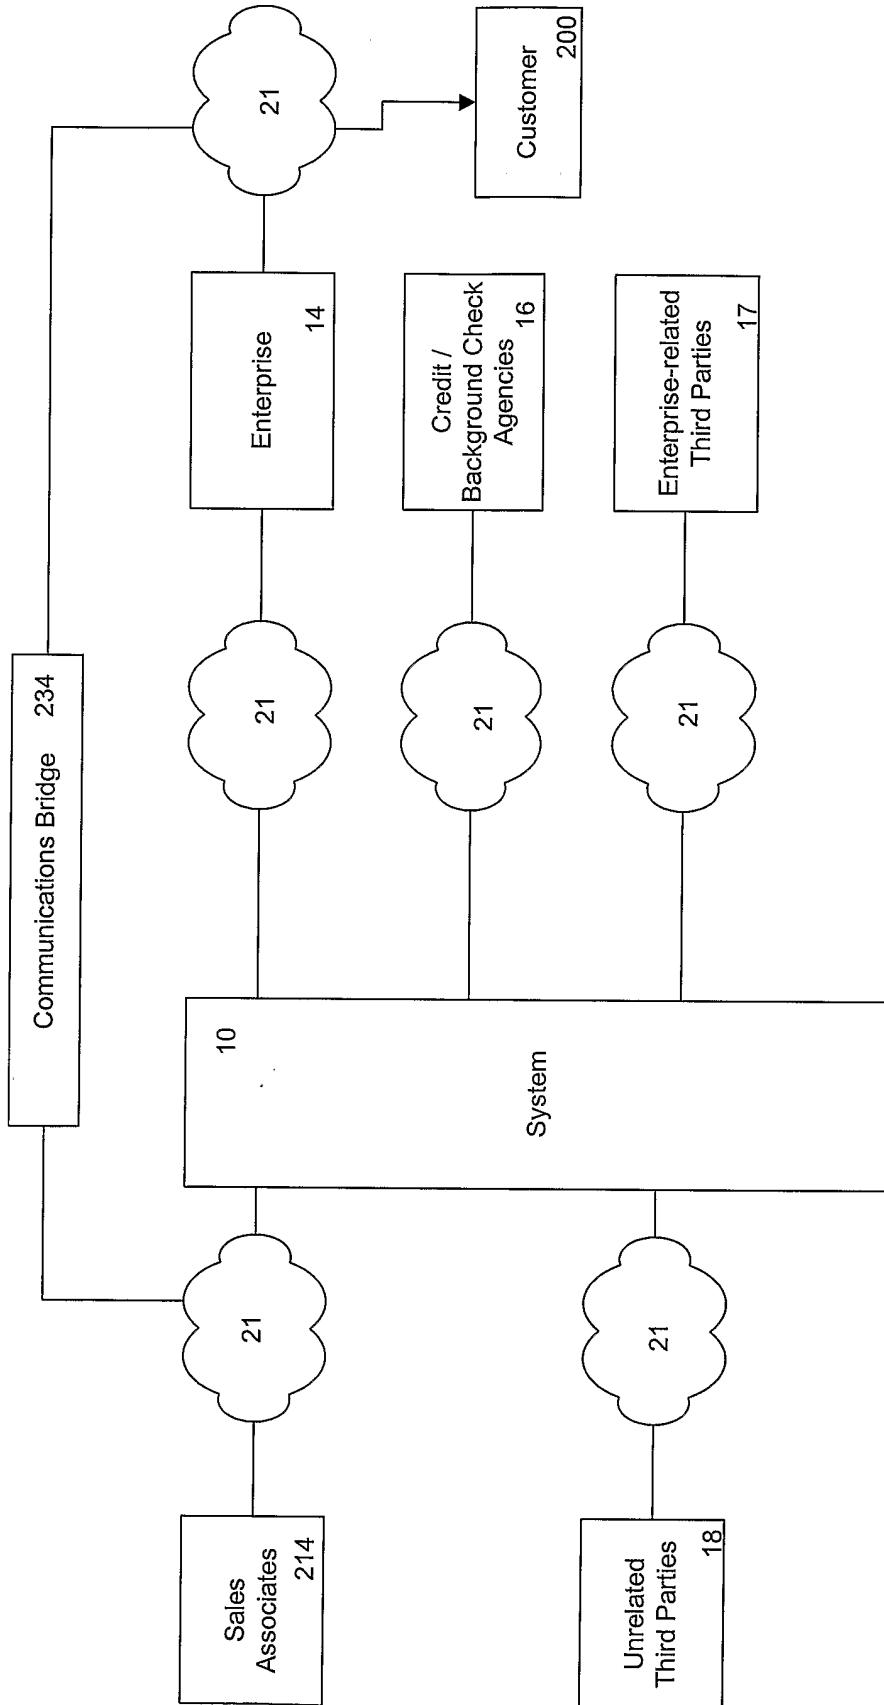 Communications Bridge 234
21
Customer
200
Enterprise
14
21
21
Sales
Associates
214
10
System
Credit /
Background Check
Agencies
16
21
Enterprise-related
Third Parties
17
21
21
Unrelated
Third Parties
18